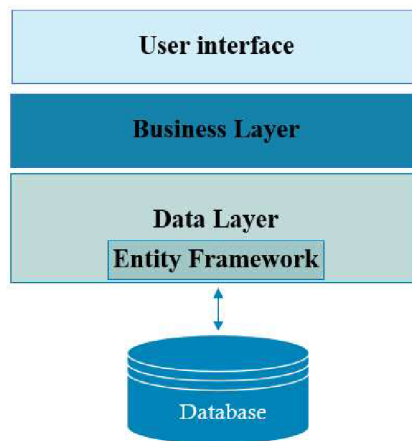 User interface
Business Layer
Data Layer
Entity Framework
Database